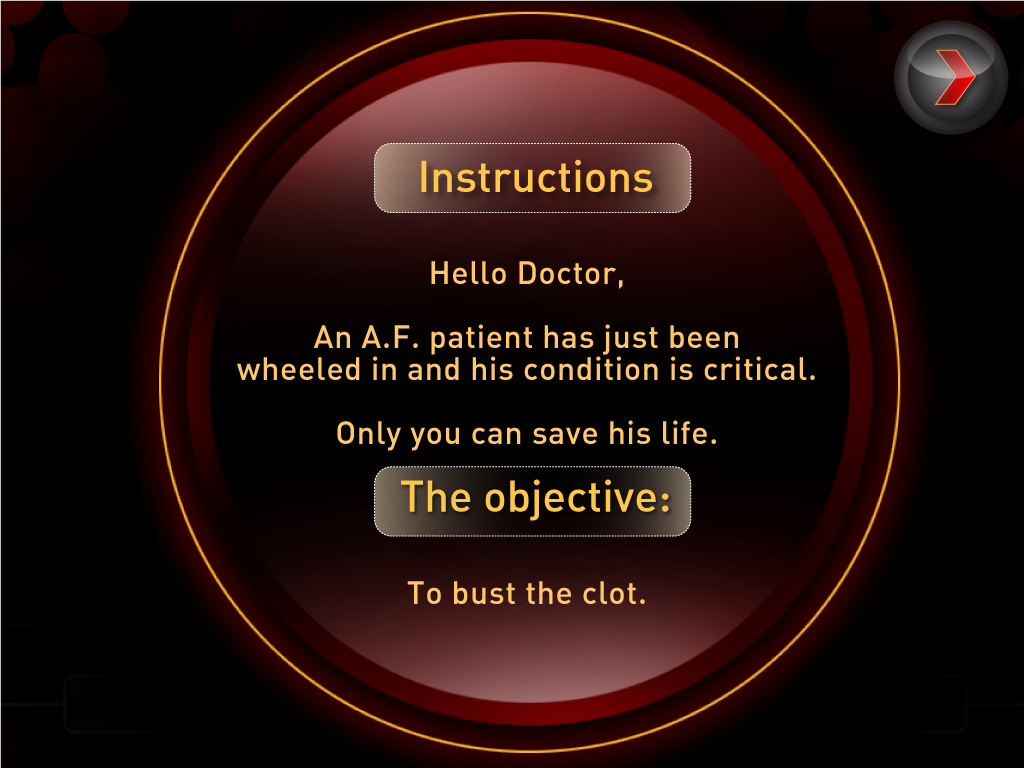 Instructions
Hello Doctor,
An A.F. patient has just been
wheeled in and his condition is critical.
Only you can save his life.
The objective:
To bust the clot.